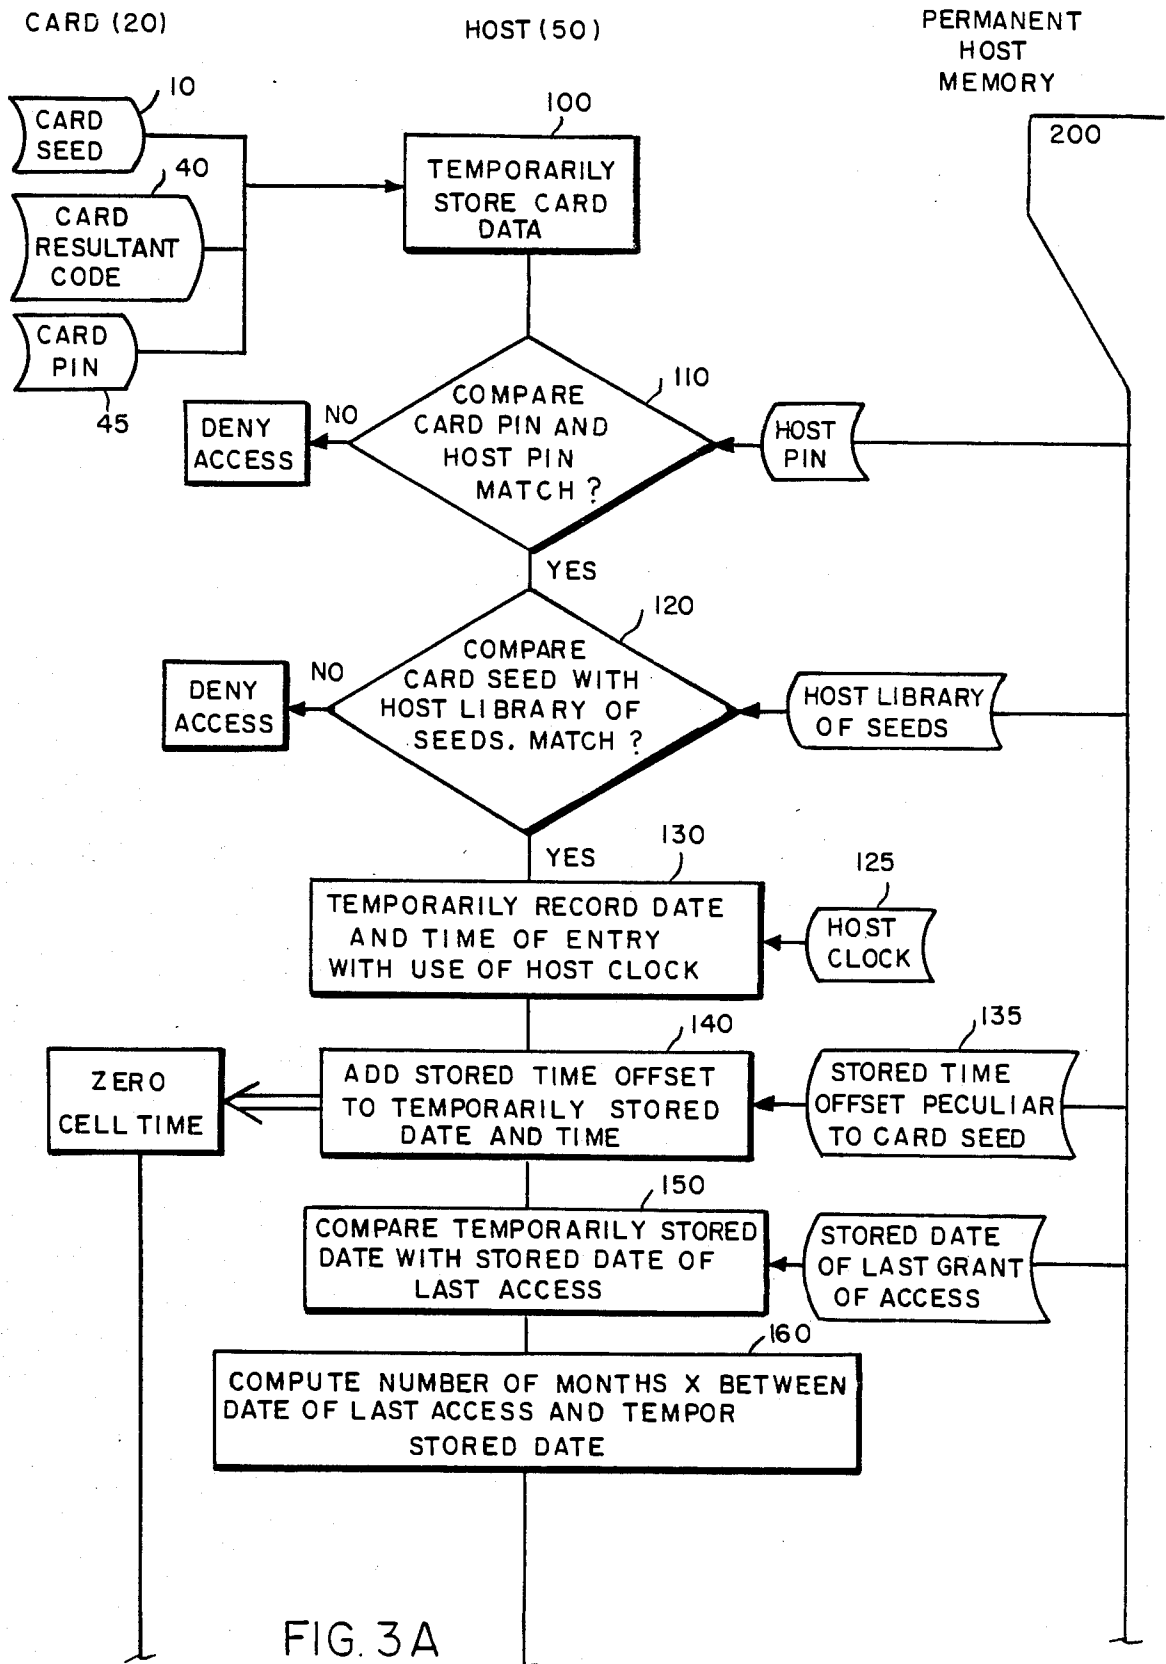 CARD (20)
HOST (50)
PERMANENT
HOST
MEMORY
10
CARD
SEED
40
CARD
RESULTANT
CODE
CARD
PIN
45
100
TEMPORARILY
STORE CARD
DATA
200
110
COMPARE
CARD PIN AND
HOST PIN
MATCH ?
NO
DENY
ACCESS
HOST
PIN
YES
120
COMPARE
CARD SEED WITH
HOST LIBRARY OF
SEEDS. MATCH ?
NO
DENY
ACCESS
HOST LIBRARY
OF SEEDS
YES
130
TEMPORARILY RECORD DATE
AND TIME OF ENTRY
WITH USE OF HOST CLOCK
125
HOST
CLOCK
140
ADD STORED TIME OFFSET
TO TEMPORARILY STORED
DATE AND TIME
135
STORED TIME
OFFSET PECULIAR
TO CARD SEED
ZERO
CELL TIME
150
COMPARE TEMPORARILY STORED
DATE WITH STORED DATE OF
LAST ACCESS
STORED DATE
OF LAST GRANT
OF ACCESS
160
COMPUTE NUMBER OF MONTHS X BETWEEN
DATE OF LAST ACCESS AND TEMPOR
STORED DATE
FIG. 3A